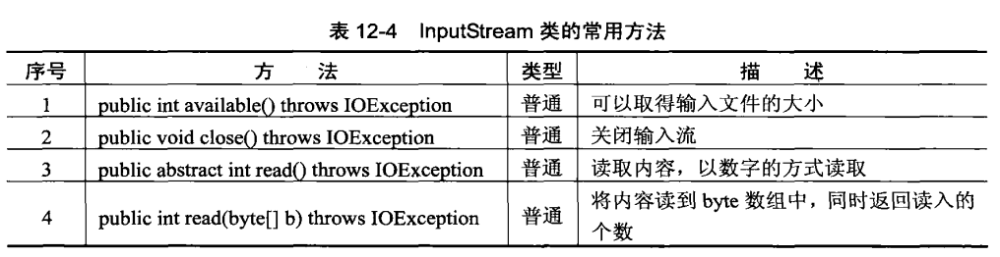 表 12-4 InputStream 类的常用方法
序号 方 法 类型 描 述
1 public int available() throws IOException 普通 可以取得输入文件的大小
2 public void close() throws IOException 普通 关闭输入流
3 public abstract int read() throws IOException 普通 读取内容，以数字的方式读取
4 public int read(byte[] b) throws IOException 普通 将内容读到 byte 数组中，同时返回读入的
个数